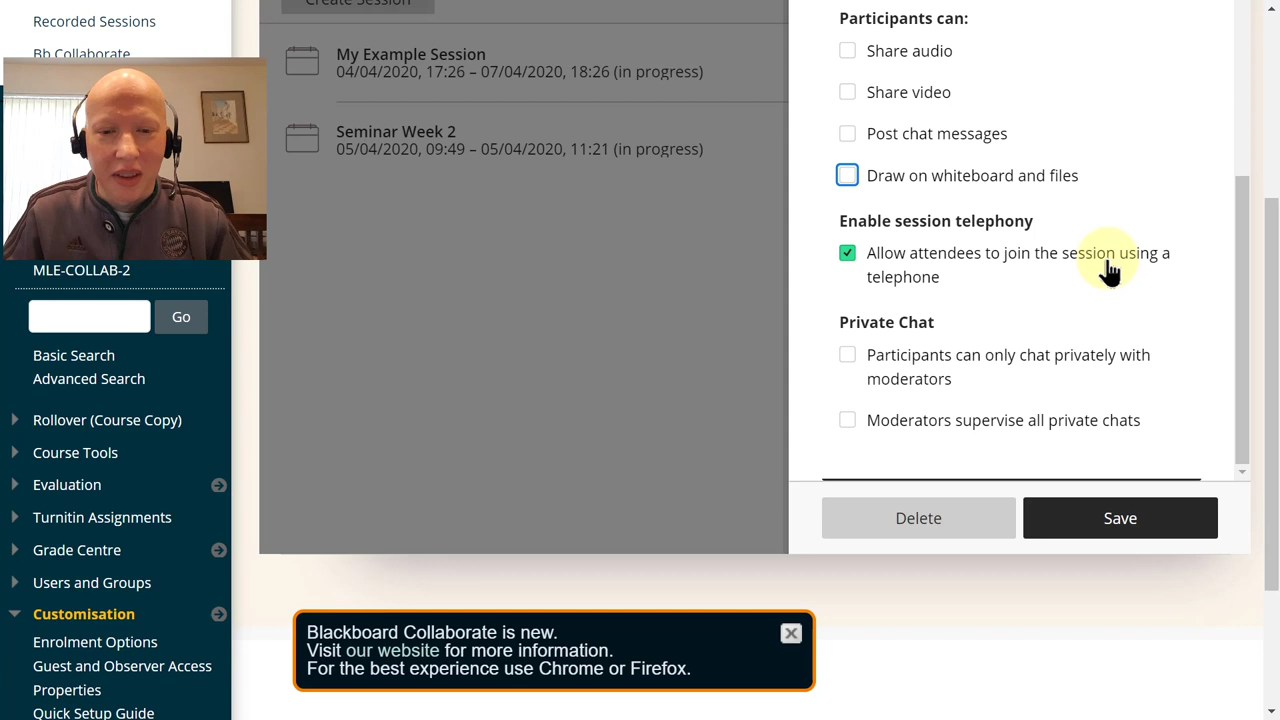 Recorded Sessions
Bb Collaborate
MLE-COLLAB-2
Go
Basic Search
Advanced Search
Rollover (Course Copy)
Course Tools
Evaluation
Turnitin Assignments
Grade Centre
Users and Groups
Customisation
Enrolment Options
Guest and Observer Access
Properties
Quick Setup Guide
Create Session
My Example Session
04/04/2020, 17:26 – 07/04/2020, 18:26 (in progress)
Seminar Week 2
05/04/2020, 09:49 – 05/04/2020, 11:21 (in progress)
Participants can:
Share audio
Share video
Post chat messages
Draw on whiteboard and files
Enable session telephony
Allow attendees to join the session using a
telephone
Private Chat
Participants can only chat privately with
moderators
Moderators supervise all private chats
Delete
Save
Blackboard Collaborate is new.
Visit our website for more information.
For the best experience use Chrome or Firefox.